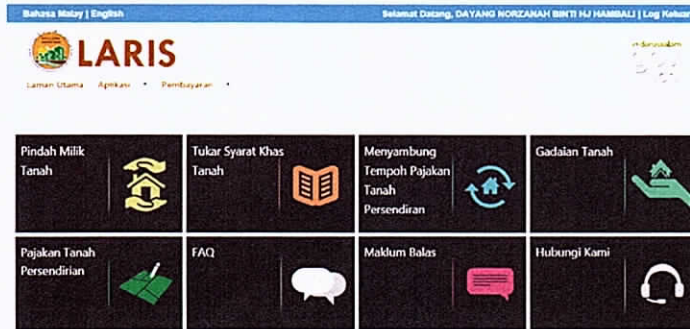 Bahasa Malay | English
Selamat Datang, DAYANG NORZANAH BINTI HJ HAMBALI | Log Keluar
LARIS
Laman Utama Aplikasi Pembayaran
Pindah Milik
Tanah
Tukar Syarat Khas
Tanah
Menyambung
Tempoh Pajakan
Tanah
Persendiran
Gadaian Tanah
Pajakan Tanah
Persendirian
FAQ
Maklum Balas
Hubungi Kami